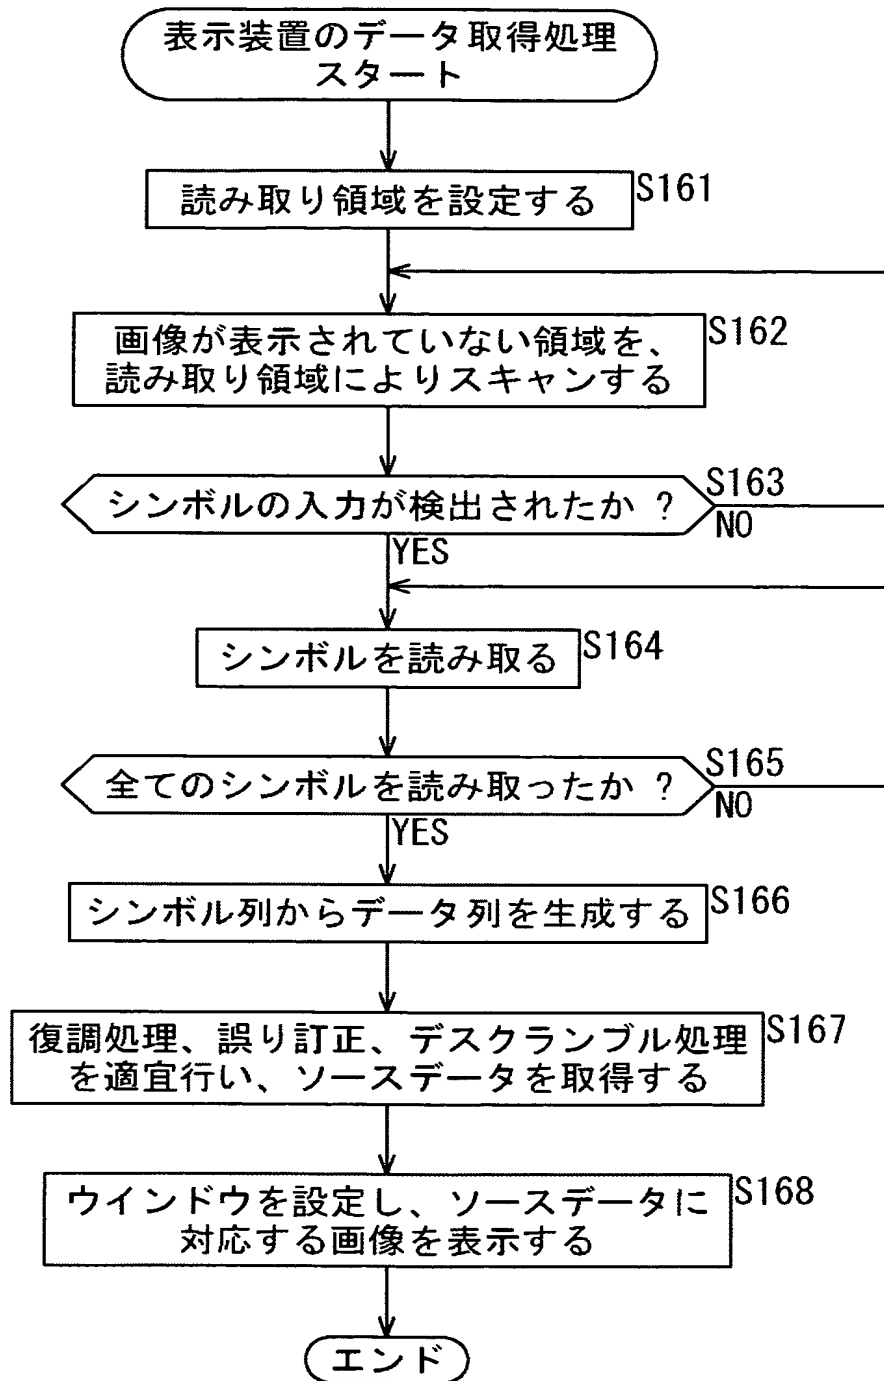 表示装置のデータ取得処理
スタート
読み取り領域を設定する
S161
画像が表示されていない領域を、
読み取り領域によりスキャンする
S162
シンボルの入力が検出されたか ?
S163
NO
YES
シンボルを読み取る
S164
全てのシンボルを読み取ったか ?
S165
NO
YES
シンボル列からデータ列を生成する
S166
復調処理、誤り訂正、デスクランブル処理
を適宜行い、ソースデータを取得する
S167
ウインドウを設定し、ソースデータに
対応する画像を表示する
S168
エンド